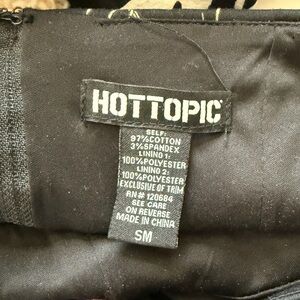 HOTTOPIC
SELF:
97%COTTON
3%SPANDEX
LINING 1:
100%POLYESTER
LINING 2:
100%POLYESTER
EXCLUSIVE OF TRIM
RN# 120684
SEE CARE
ON REVERSE
MADE IN CHINA
SM